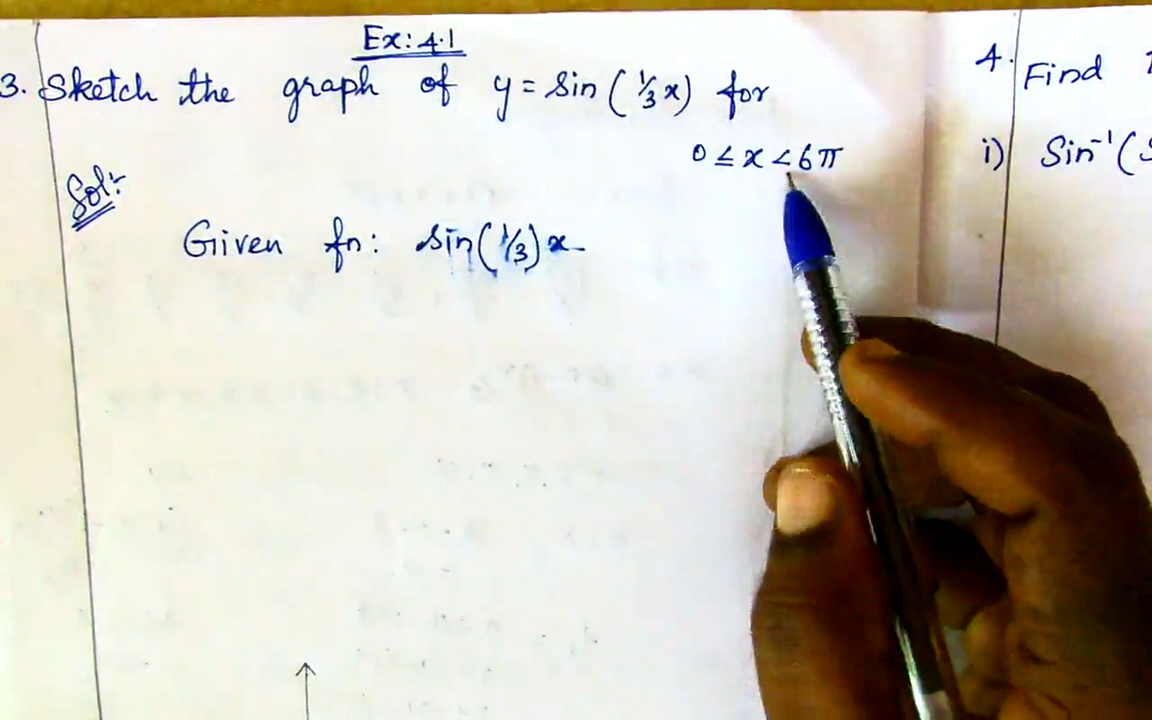 Ex: 4.1
3. Sketch the graph of y = sin (1/3 x) for
0 ≤ x < 6π
Sol:-
Given fn: sin(1/3)x
4. Find
i) Sin⁻¹(